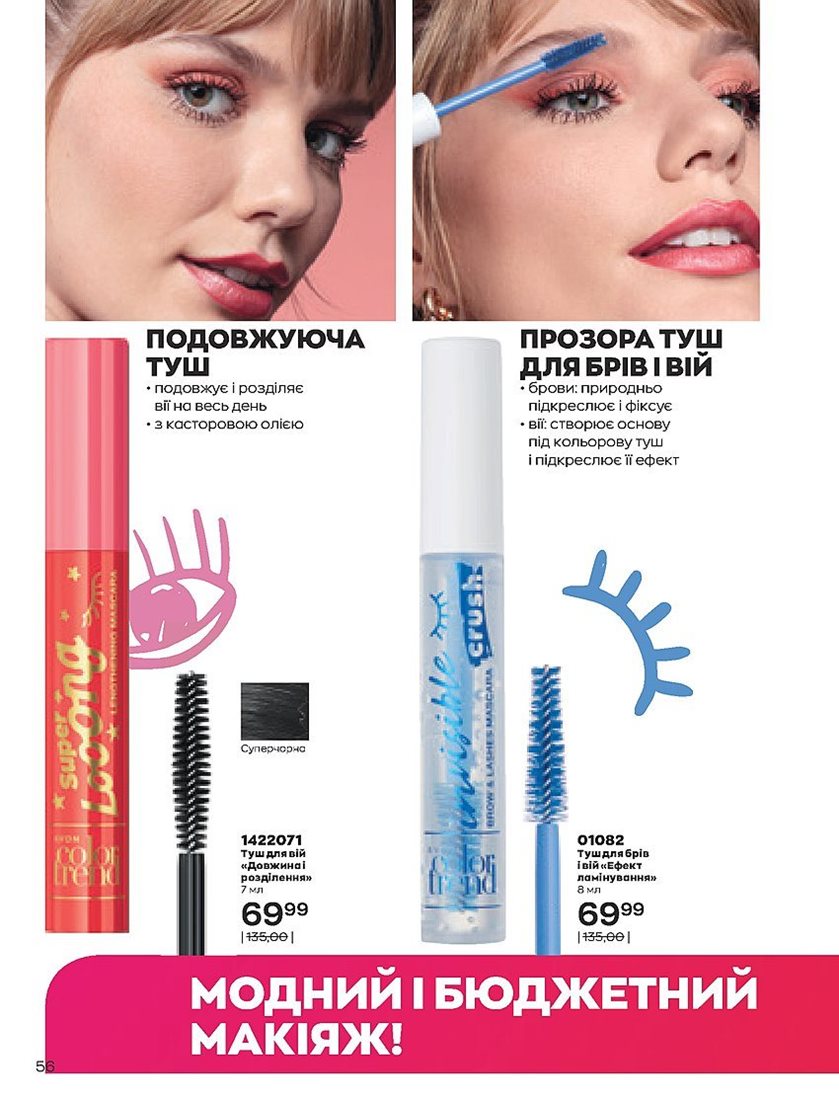 ПОДОВЖУЮЧА
ТУШ
• подовжує і розділяє
вії на весь день
• з касторовою олією
ПРОЗОРА ТУШ
ДЛЯ БРІВ І ВІЙ
• брови: природньо
підкреслює і фіксує
• вії: створює основу
під кольорову туш
і підкреслює її ефект
super
LOOOng
LENGTHENING MASCARA
AVON
color
trend
Суперчорна
1422071
Туш для вій
«Довжина і
розділення»
7 мл
69⁹⁹
| 135,00 |
invisible
crush
BROW & LASHES MASCARA
color
trend
01082
Туш для брів
і вій «Ефект
ламінування»
8 мл
69⁹⁹
| 135,00 |
МОДНИЙ І БЮДЖЕТНИЙ
МАКІЯЖ!
56